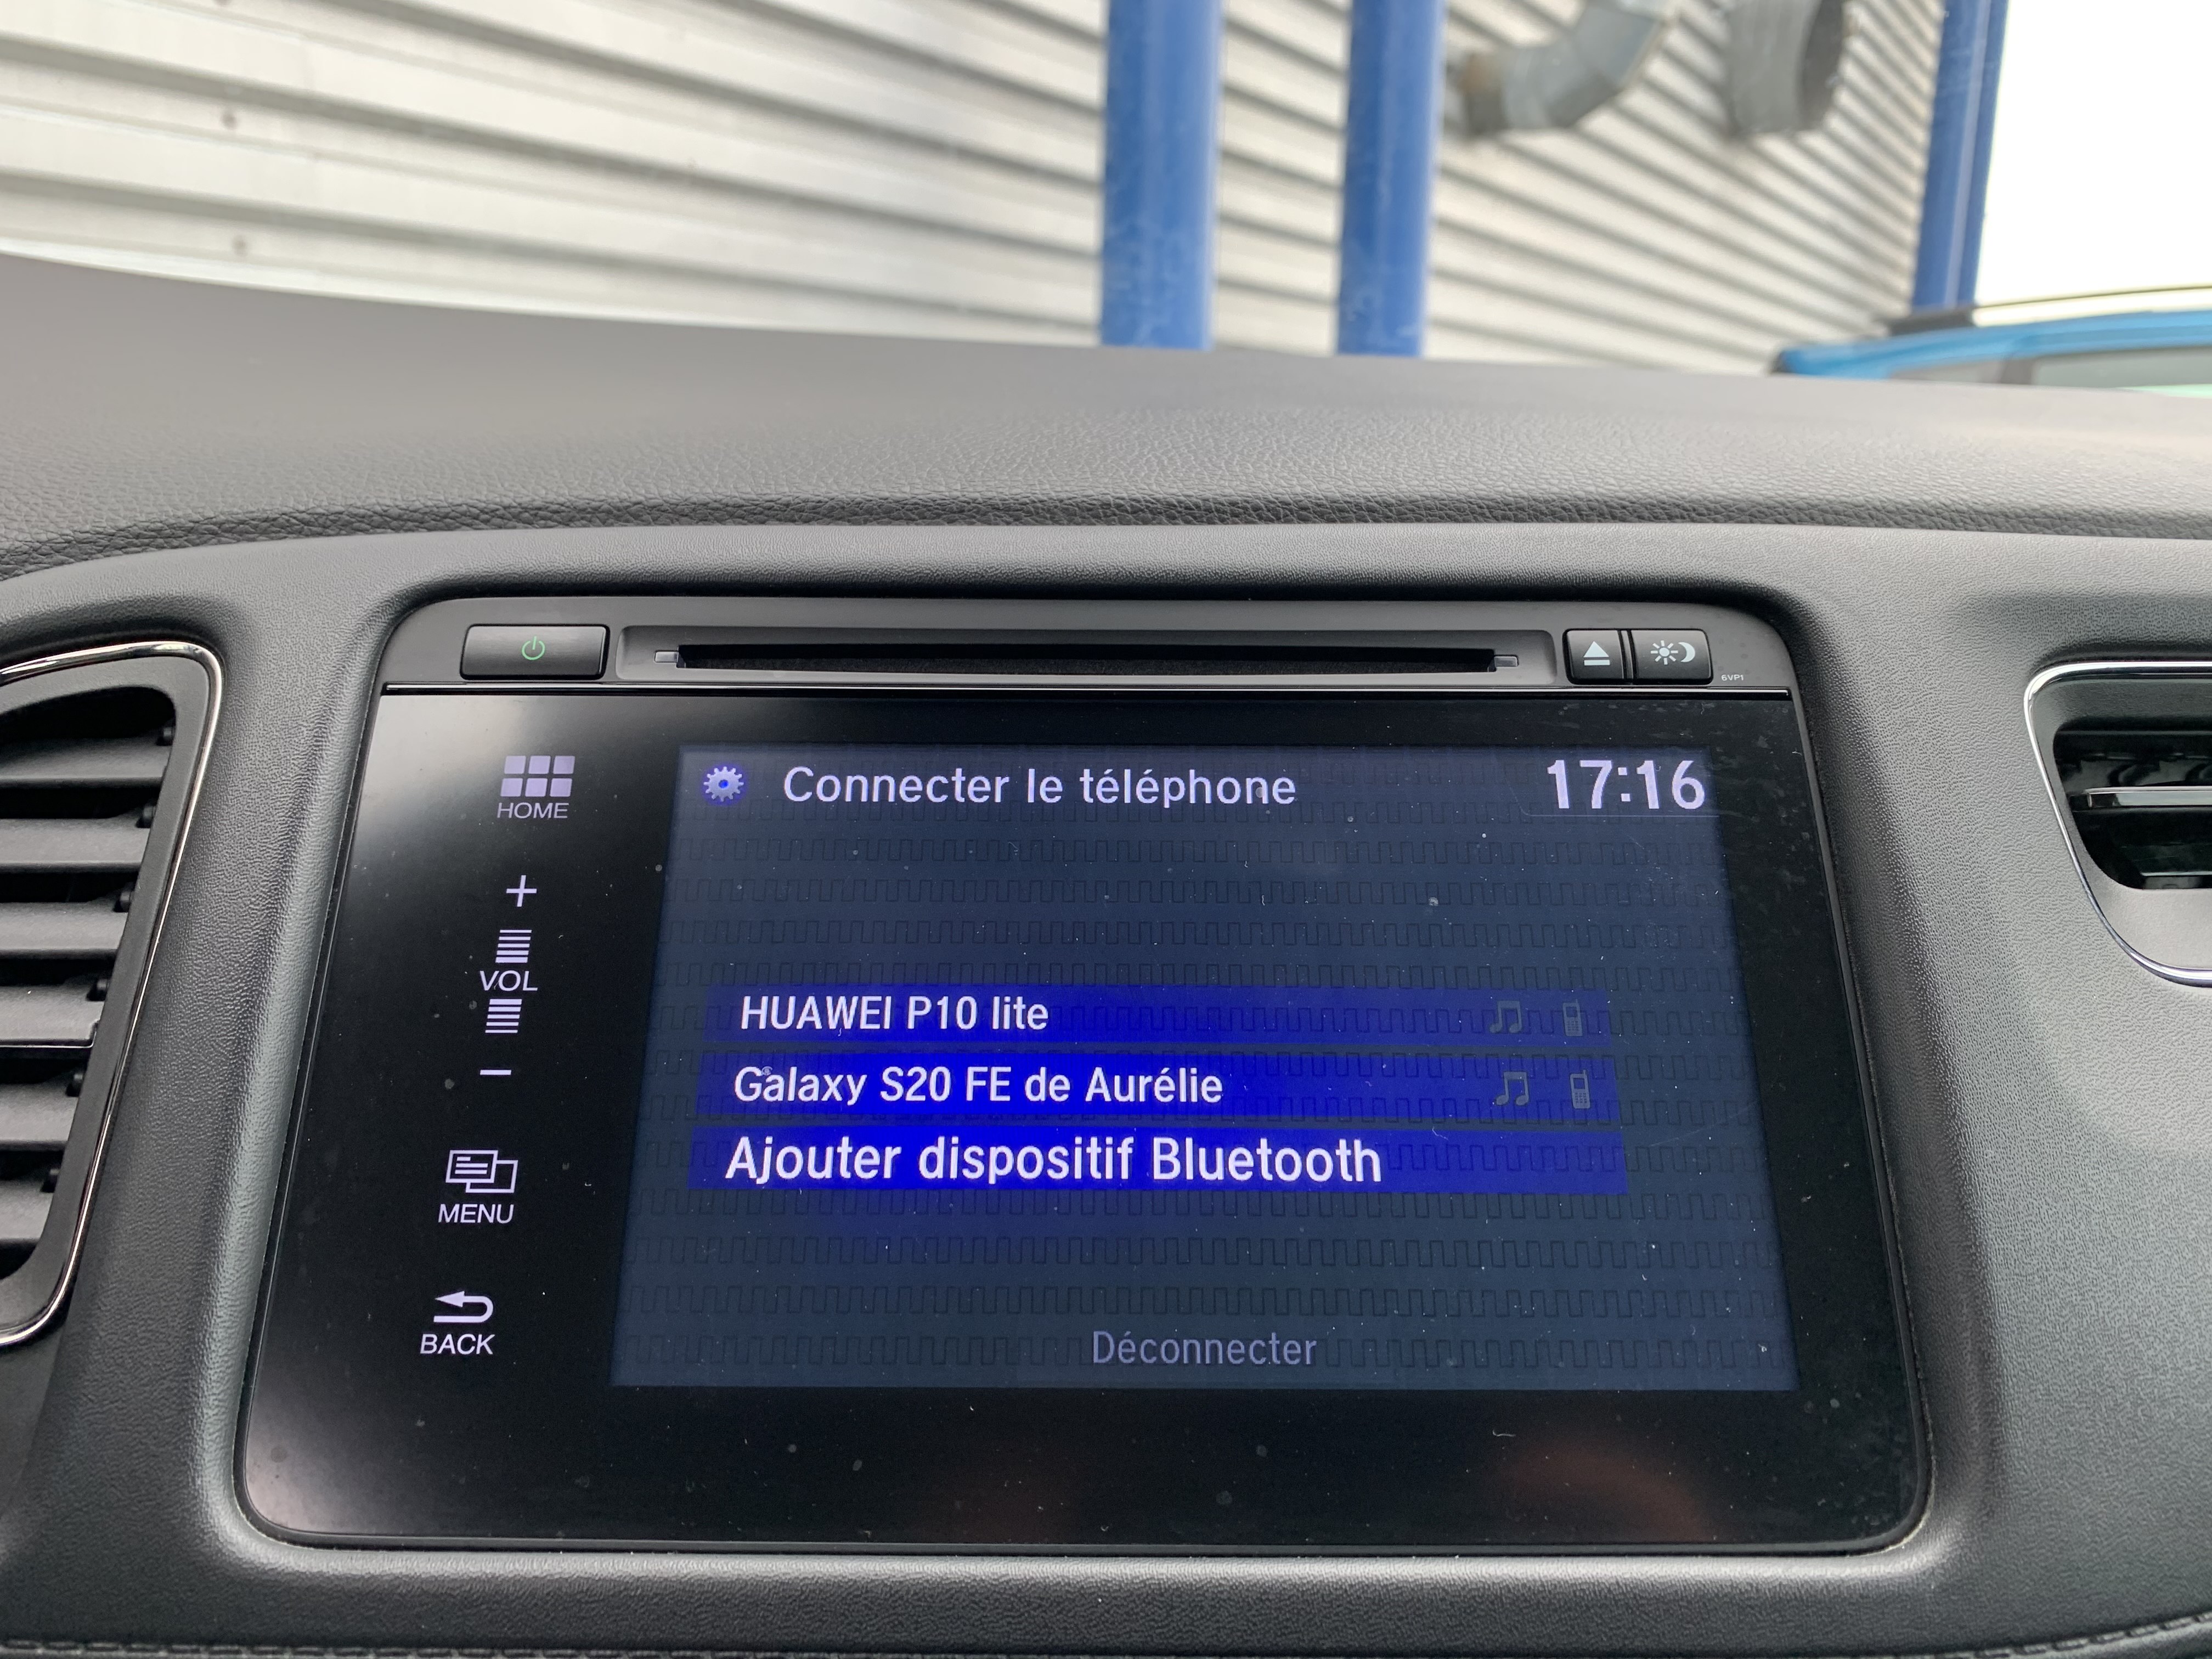 6VP1
HOME
Connecter le téléphone
17:16
+
VOL
−
HUAWEI P10 lite
Galaxy S20 FE de Aurélie
Ajouter dispositif Bluetooth
MENU
BACK
Déconnecter